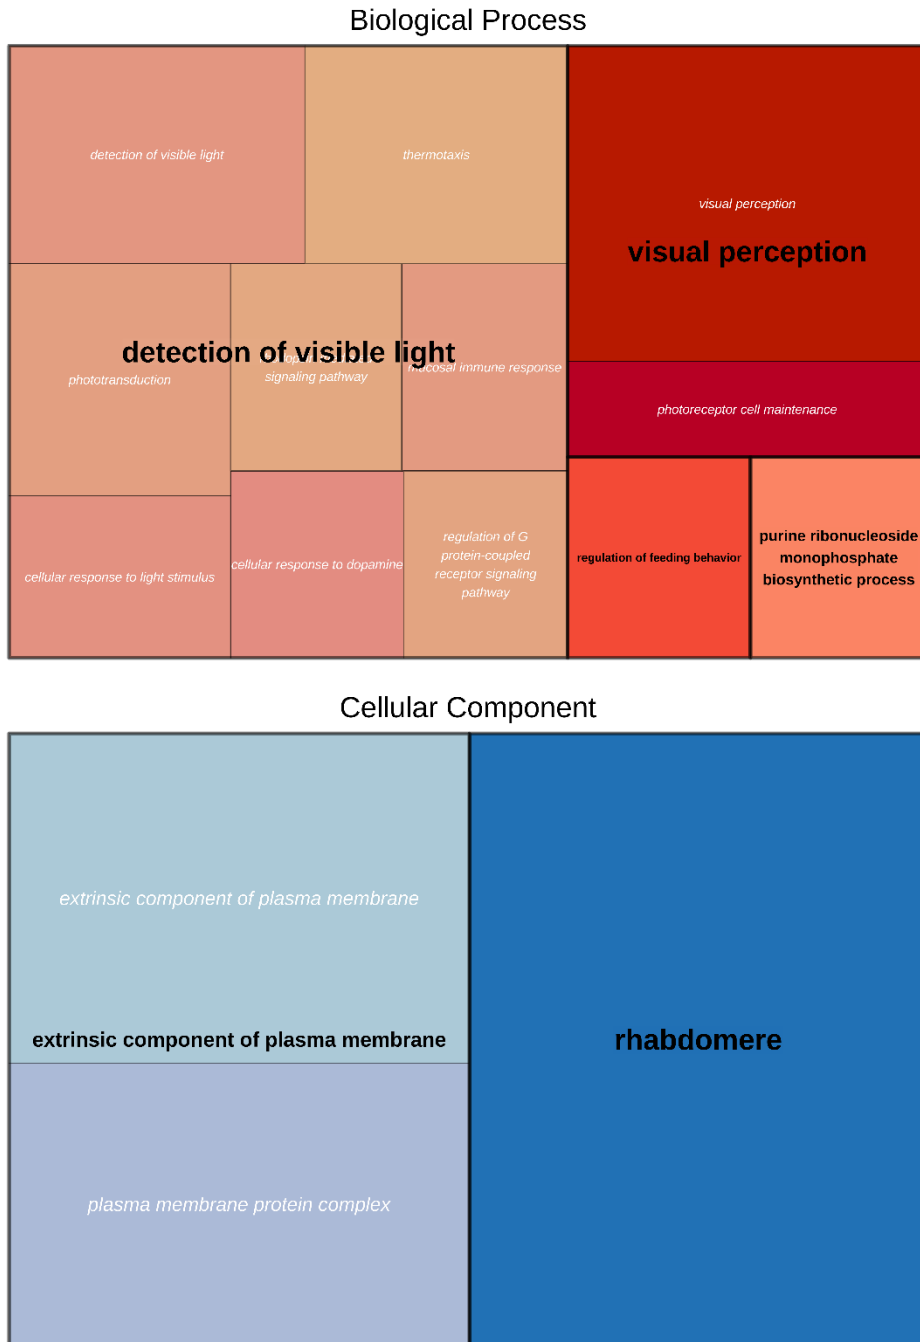 Biological Process
detection of visible light
thermotaxis
visual perception
visual perception
detection of visible light
phototransduction
signaling pathway
mucosal immune response
photoreceptor cell maintenance
cellular response to light stimulus
cellular response to dopamine
regulation of G
protein-coupled
receptor signaling
pathway
regulation of feeding behavior
purine ribonucleoside
monophosphate
biosynthetic process
Cellular Component
extrinsic component of plasma membrane
extrinsic component of plasma membrane
rhabdomere
plasma membrane protein complex